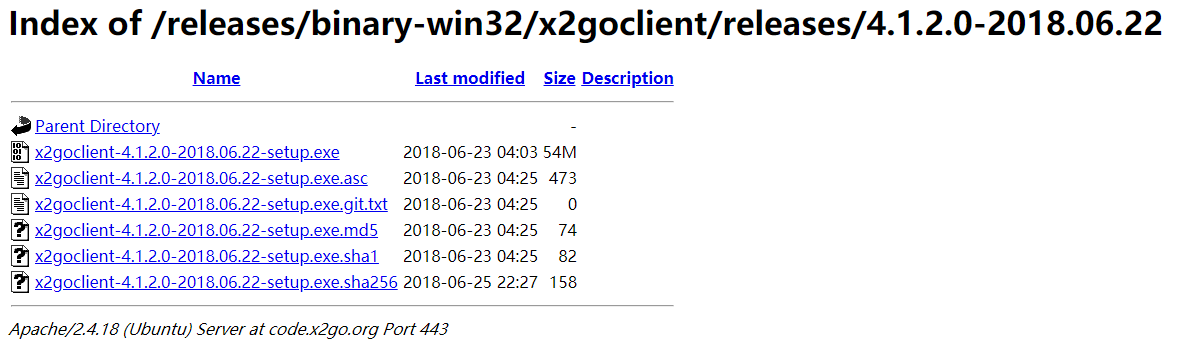 Index of /releases/binary-win32/x2goclient/releases/4.1.2.0-2018.06.22
Name Last modified Size Description
Parent Directory -
x2goclient-4.1.2.0-2018.06.22-setup.exe 2018-06-23 04:03 54M
x2goclient-4.1.2.0-2018.06.22-setup.exe.asc 2018-06-23 04:25 473
x2goclient-4.1.2.0-2018.06.22-setup.exe.git.txt 2018-06-23 04:25 0
x2goclient-4.1.2.0-2018.06.22-setup.exe.md5 2018-06-23 04:25 74
x2goclient-4.1.2.0-2018.06.22-setup.exe.sha1 2018-06-23 04:25 82
x2goclient-4.1.2.0-2018.06.22-setup.exe.sha256 2018-06-25 22:27 158
Apache/2.4.18 (Ubuntu) Server at code.x2go.org Port 443